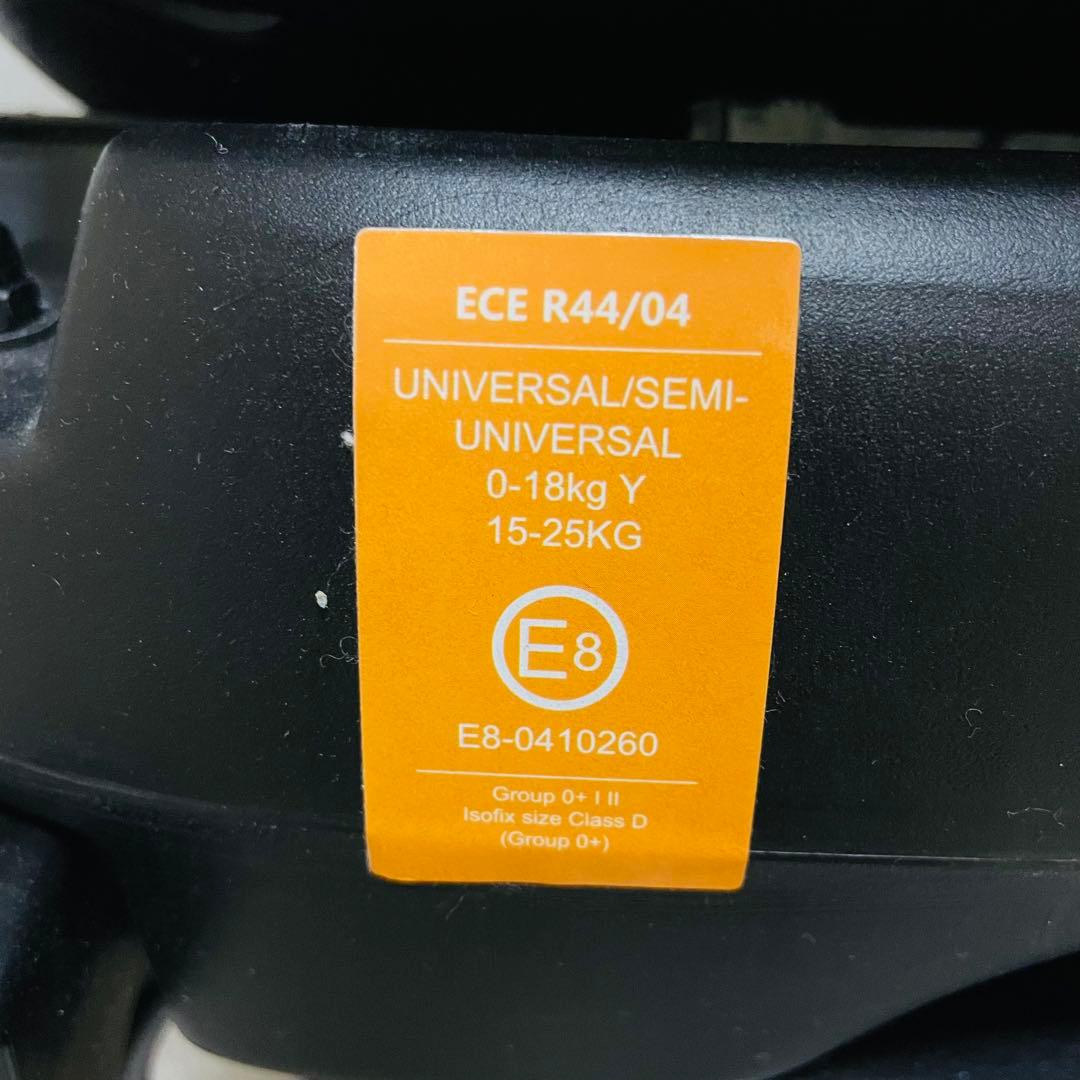 ECE R44/04
UNIVERSAL/SEMI-
UNIVERSAL
0-18kg Y
15-25KG
E8
E8-0410260
Group 0+ I II
Isofix size Class D
(Group 0+)